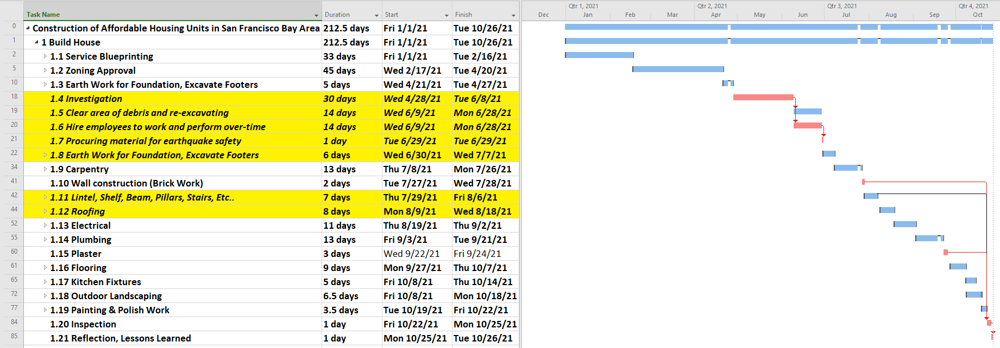 Qtr 1, 2021 Qtr 2, 2021 Qtr 3, 2021 Qtr 4, 2021
Task Name Duration Start Finish Dec Jan Feb Mar Apr May Jun Jul Aug Sep Oct
0 Construction of Affordable Housing Units in San Francisco Bay Area 212.5 days Fri 1/1/21 Tue 10/26/21
1 1 Build House 212.5 days Fri 1/1/21 Tue 10/26/21
2 1.1 Service Blueprinting 33 days Fri 1/1/21 Tue 2/16/21
5 1.2 Zoning Approval 45 days Wed 2/17/21 Tue 4/20/21
10 1.3 Earth Work for Foundation, Excavate Footers 5 days Wed 4/21/21 Tue 4/27/21
18 1.4 Investigation 30 days Wed 4/28/21 Tue 6/8/21
19 1.5 Clear area of debris and re-excavating 14 days Wed 6/9/21 Mon 6/28/21
20 1.6 Hire employees to work and perform over-time 14 days Wed 6/9/21 Mon 6/28/21
21 1.7 Procuring material for earthquake safety 1 day Tue 6/29/21 Tue 6/29/21
22 1.8 Earth Work for Foundation, Excavate Footers 6 days Wed 6/30/21 Wed 7/7/21
34 1.9 Carpentry 13 days Thu 7/8/21 Mon 7/26/21
41 1.10 Wall construction (Brick Work) 2 days Tue 7/27/21 Wed 7/28/21
42 1.11 Lintel, Shelf, Beam, Pillars, Stairs, Etc.. 7 days Thu 7/29/21 Fri 8/6/21
44 1.12 Roofing 8 days Mon 8/9/21 Wed 8/18/21
52 1.13 Electrical 11 days Thu 8/19/21 Thu 9/2/21
55 1.14 Plumbing 13 days Fri 9/3/21 Tue 9/21/21
60 1.15 Plaster 3 days Wed 9/22/21 Fri 9/24/21
61 1.16 Flooring 9 days Mon 9/27/21 Thu 10/7/21
65 1.17 Kitchen Fixtures 5 days Fri 10/8/21 Thu 10/14/21
72 1.18 Outdoor Landscaping 6.5 days Fri 10/8/21 Mon 10/18/21
77 1.19 Painting & Polish Work 3.5 days Tue 10/19/21 Fri 10/22/21
84 1.20 Inspection 1 day Fri 10/22/21 Mon 10/25/21
85 1.21 Reflection, Lessons Learned 1 day Mon 10/25/21 Tue 10/26/21